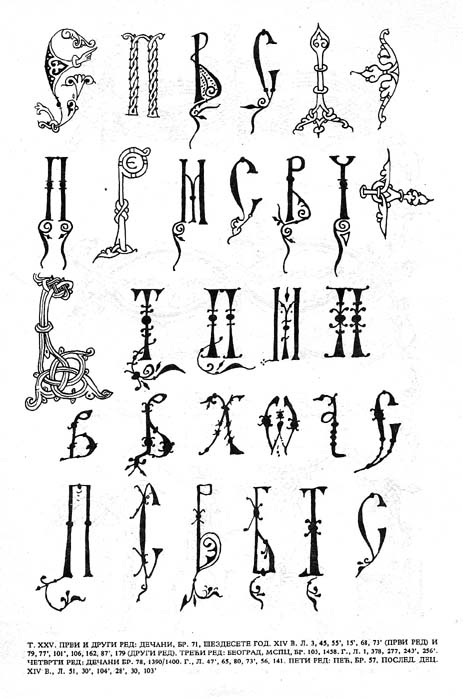 П В С
П М С В У
Т П М П
Б Б Х Ѡ Ч Є
П С В Б Т С
Т. XXV. ПРВИ И ДРУГИ РЕД: ДЕЧАНИ, БР. 71, ШЕЗДЕСЕТЕ ГОД. XIV В. Л. 3, 45, 55', 15', 68, 73' (ПРВИ РЕД) И
79, 77', 101', 106, 162, 87', 179 (ДРУГИ РЕД). ТРЕЋИ РЕД: БЕОГРАД, МСПЦ, БР. 103, 1458. Г., Л. 1, 378, 277, 243', 256'.
ЧЕТВРТИ РЕД: ДЕЧАНИ БР. 78, 1390/1400. Г., Л. 47', 65, 80, 73', 56, 141. ПЕТИ РЕД: ПЕЋ, БР. 57, ПОСЛЕД. ДЕЦ.
XIV В., Л. 51, 30', 104', 28', 30, 103'